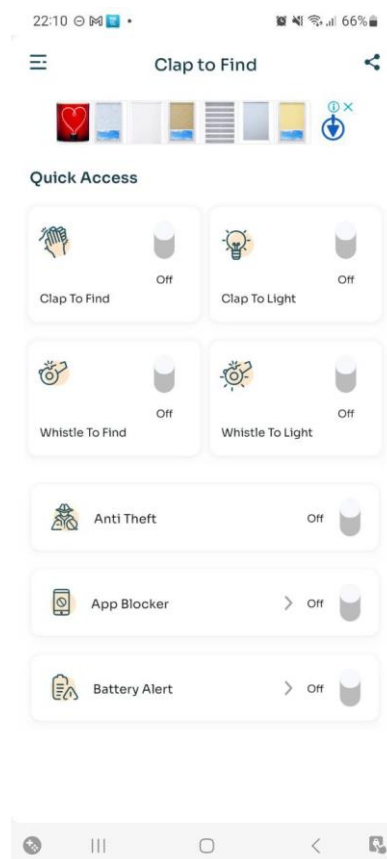 22:10 66%
Clap to Find
Quick Access
Off Off
Clap To Find Clap To Light
Off Off
Whistle To Find Whistle To Light
Anti Theft Off
App Blocker Off
Battery Alert Off